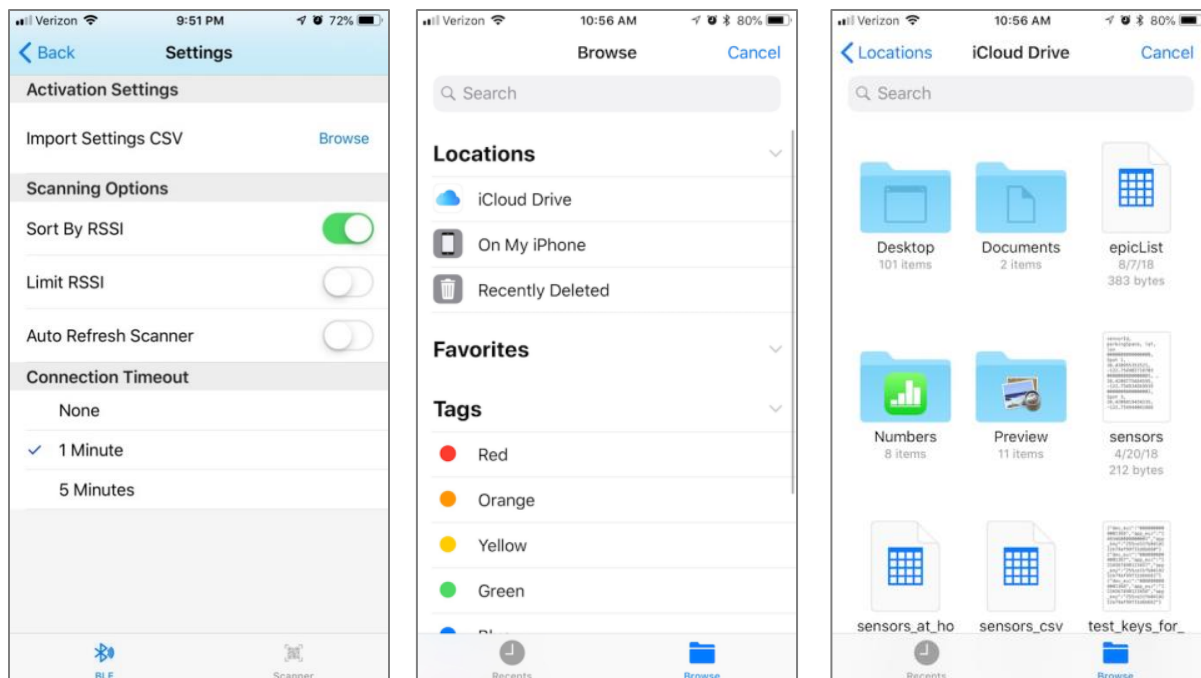 Verizon 9:51 PM 72%
Back Settings
Activation Settings
Import Settings CSV Browse
Scanning Options
Sort By RSSI
Limit RSSI
Auto Refresh Scanner
Connection Timeout
None
1 Minute
5 Minutes
BLE Scanner
Verizon 10:56 AM 80%
Browse Cancel
Search
Locations
iCloud Drive
On My iPhone
Recently Deleted
Favorites
Tags
Red
Orange
Yellow
Green
Recents Browse
Verizon 10:56 AM 80%
Locations iCloud Drive Cancel
Search
Desktop Documents epicList
101 items 2 items 8/7/18
383 bytes
Numbers Preview sensors
8 items 11 items 4/20/18
212 bytes
sensors_at_ho sensors_csv test_keys_for_
Recents Browse